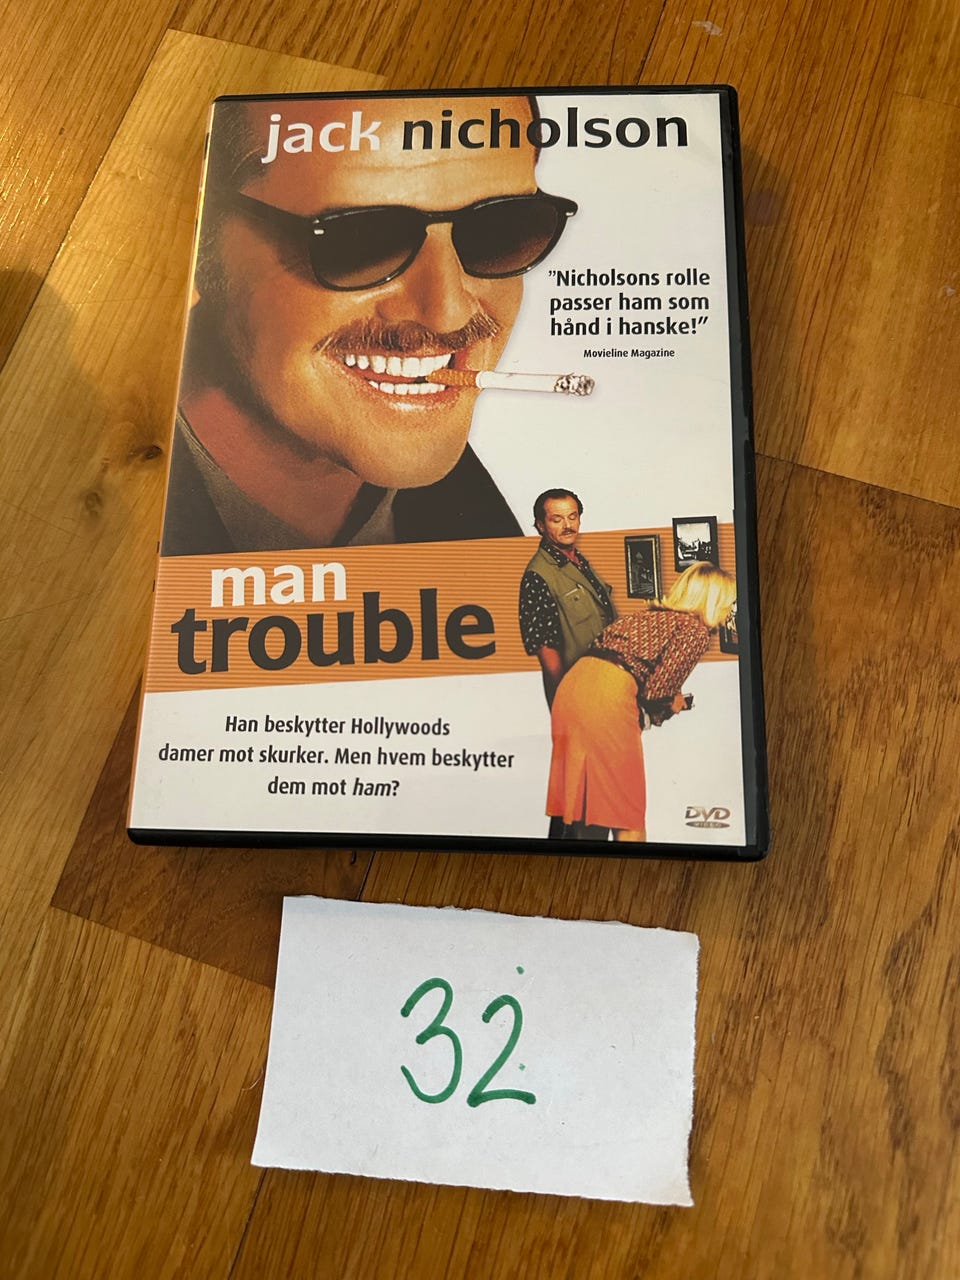 jack nicholson
”Nicholsons rolle
passer ham som
hånd i hanske!”
Movieline Magazine
man
trouble
Han beskytter Hollywoods
damer mot skurker. Men hvem beskytter
dem mot ham?
DVD
VIDEO
32